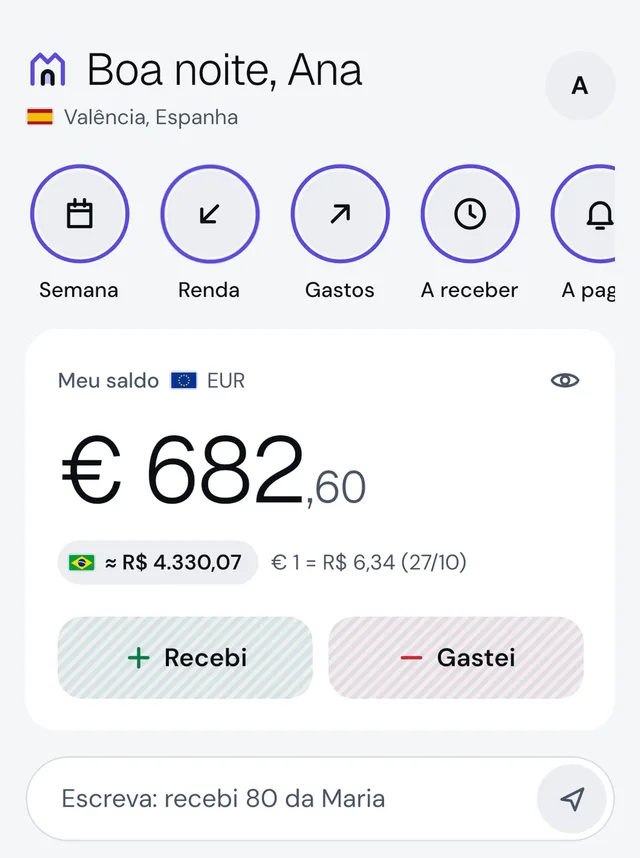 Boa noite, Ana
A
Valência, Espanha
Semana
Renda
Gastos
A receber
A pag
Meu saldo EUR
€ 682,60
≈ R$ 4.330,07
€ 1 = R$ 6,34 (27/10)
+ Recebi
− Gastei
Escreva: recebi 80 da Maria